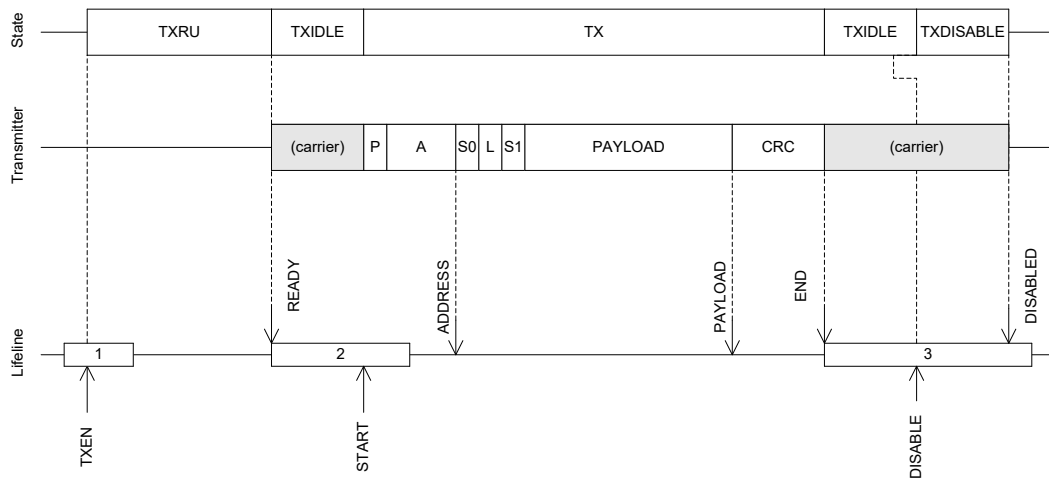 State
TXRU TXIDLE TX TXIDLE TXDISABLE
Transmitter
(carrier) P A S0 L S1 PAYLOAD CRC (carrier)
READY ADDRESS PAYLOAD END DISABLED
Lifeline
1 2 3
TXEN START DISABLE